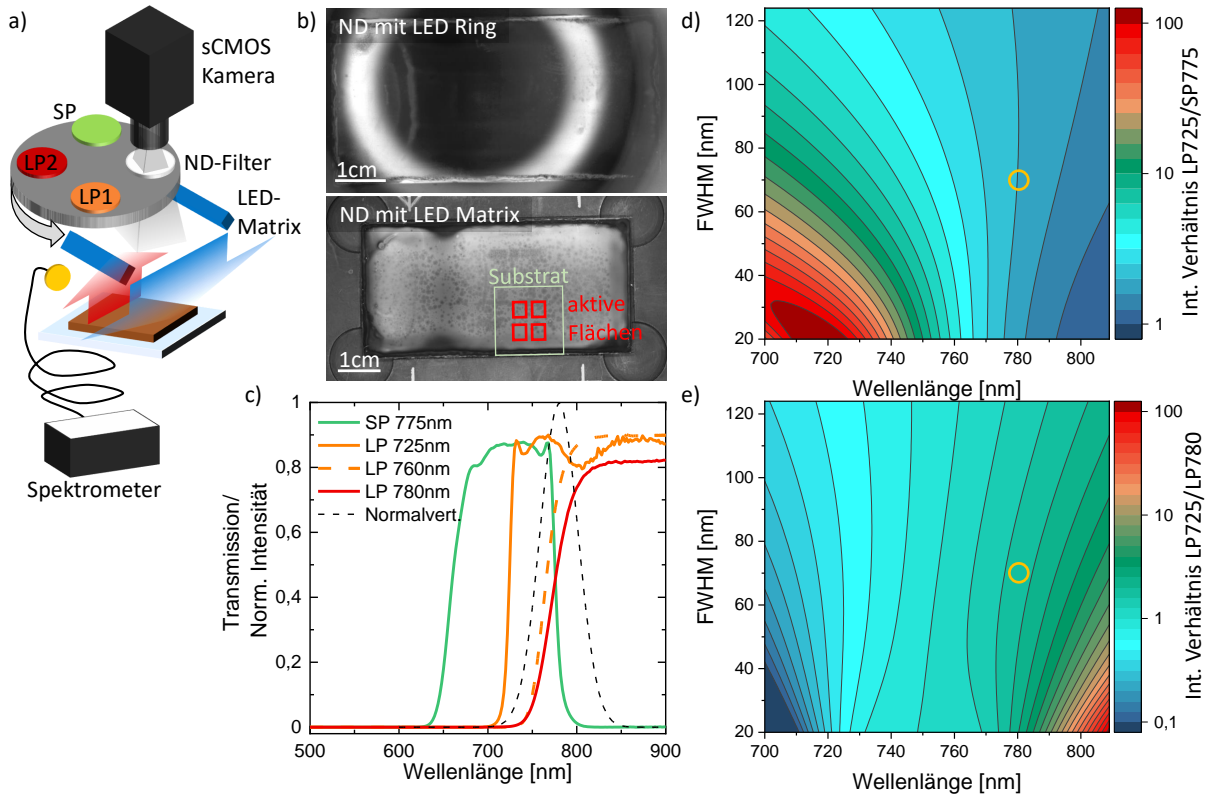 a)
sCMOS
Kamera
SP
LP2
ND-Filter
LP1
LED-
Matrix
Spektrometer
b)
ND mit LED Ring
1cm
ND mit LED Matrix
Substrat
aktive
Flächen
1cm
c)
SP 775nm
LP 725nm
LP 760nm
LP 780nm
Normalvert.
Transmission/
Norm. Intensität
1
0,8
0,6
0,4
0,2
0
500
600
700
800
900
Wellenlänge [nm]
d)
FWHM [nm]
120
100
80
60
40
20
700
720
740
760
780
800
Wellenlänge [nm]
100
10
1
Int. Verhältnis LP725/SP775
e)
FWHM [nm]
120
100
80
60
40
20
700
720
740
760
780
800
Wellenlänge [nm]
100
10
1
0,1
Int. Verhältnis LP725/LP780